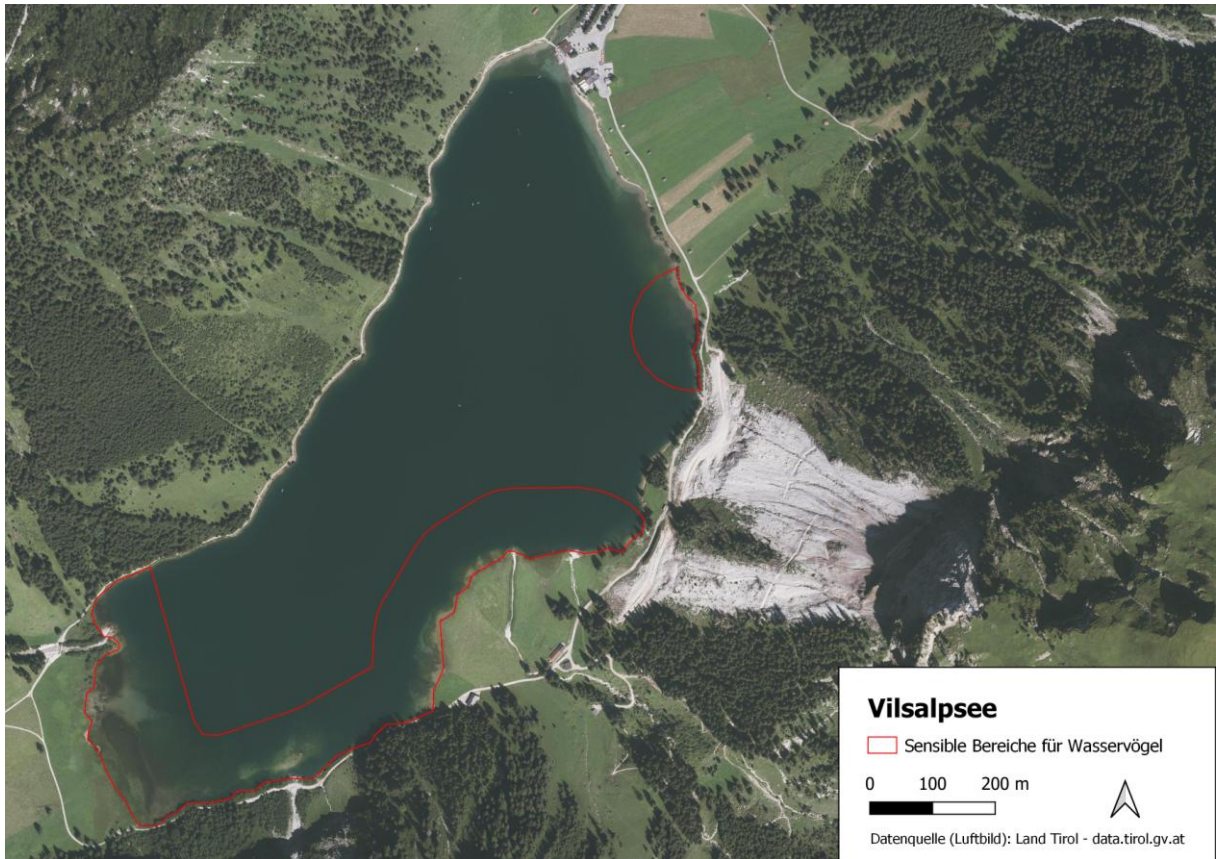 Vilsalpsee
Sensible Bereiche für Wasservögel
0 100 200 m
Datenquelle (Luftbild): Land Tirol - data.tirol.gv.at